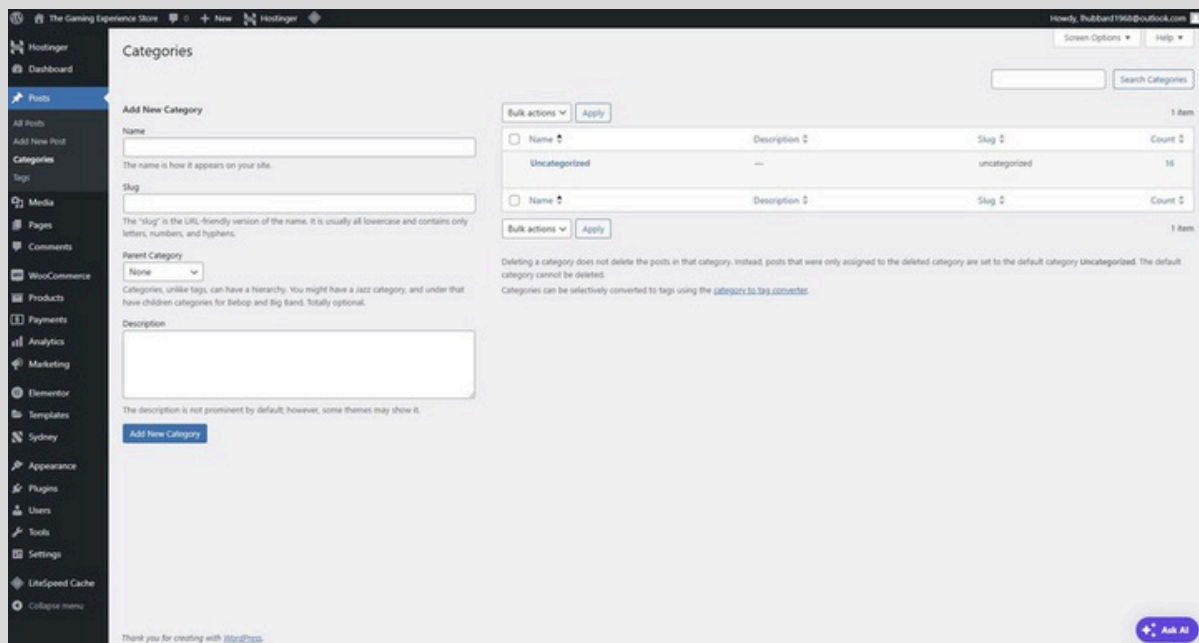 The Gaming Experience Store 0 + New Hostinger
Howdy, lhubbard1968@outlook.com
Screen Options Help
Hostinger
Dashboard
Posts
All Posts
Add New Post
Categories
Tags
Media
Pages
Comments
WooCommerce
Products
Payments
Analytics
Marketing
Elementor
Templates
Sydney
Appearance
Plugins
Users
Tools
Settings
LiteSpeed Cache
Collapse menu
Categories
Search Categories
Add New Category
Name
The name is how it appears on your site.
Slug
The "slug" is the URL-friendly version of the name. It is usually all lowercase and contains only
letters, numbers, and hyphens.
Parent Category
None
Categories, unlike tags, can have a hierarchy. You might have a Jazz category, and under that
have children categories for Bebop and Big Band. Totally optional.
Description
The description is not prominent by default; however, some themes may show it.
Add New Category
Bulk actions Apply 1 item
Name Description Slug Count
Uncategorized — uncategorized 16
Name Description Slug Count
Bulk actions Apply 1 item
Deleting a category does not delete the posts in that category. Instead, posts that were only assigned to the deleted category are set to the default category Uncategorized. The default
category cannot be deleted.
Categories can be selectively converted to tags using the category to tag converter.
Thank you for creating with WordPress.
Ask AI